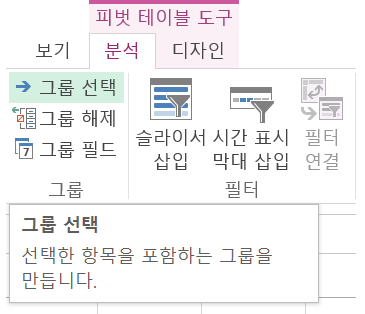 피벗 테이블 도구
보기 분석 디자인
그룹 선택
그룹 해제
7 그룹 필드
그룹
슬라이서
삽입
시간 표시
막대 삽입
필터
연결
필터
그룹 선택
선택한 항목을 포함하는 그룹을
만듭니다.